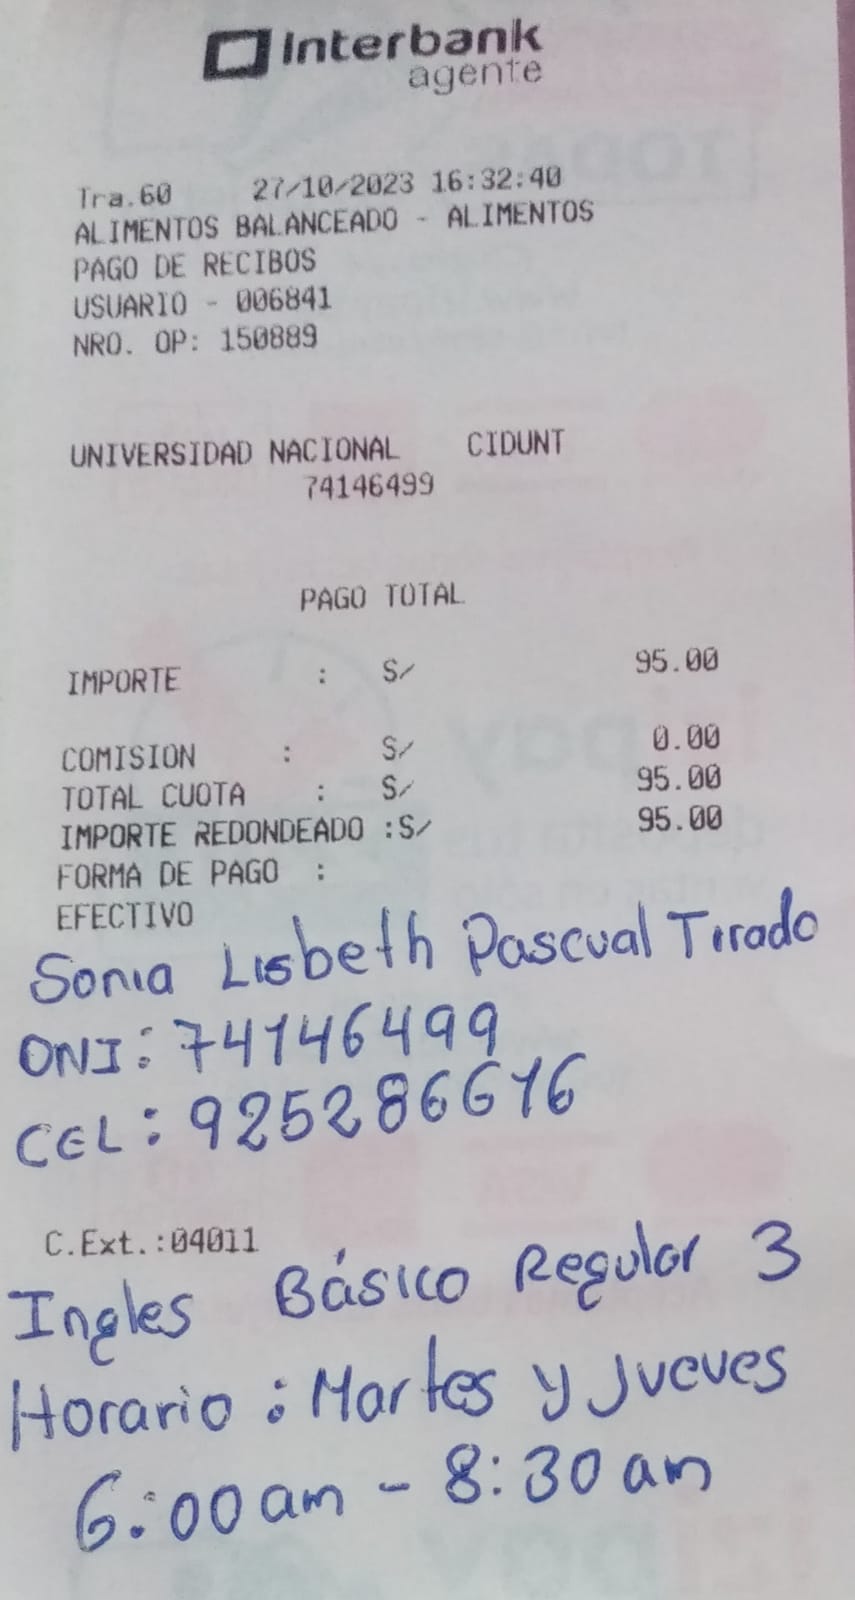 Interbank
agente
Tra.60 27/10/2023 16:32:40
ALIMENTOS BALANCEADO - ALIMENTOS
PAGO DE RECIBOS
USUARIO - 006841
NRO. OP: 150889
UNIVERSIDAD NACIONAL CIDUNT
74146499
PAGO TOTAL
IMPORTE : S/ 95.00
COMISION : S/ 0.00
TOTAL CUOTA : S/ 95.00
IMPORTE REDONDEADO :S/ 95.00
FORMA DE PAGO :
EFECTIVO
Sonia Lisbeth Pascual Tirado
DNI: 74146499
CEL: 925286616
C.Ext.:04011
Ingles Básico Regular 3
Horario: Martes y Jueves
6:00 am - 8:30 am